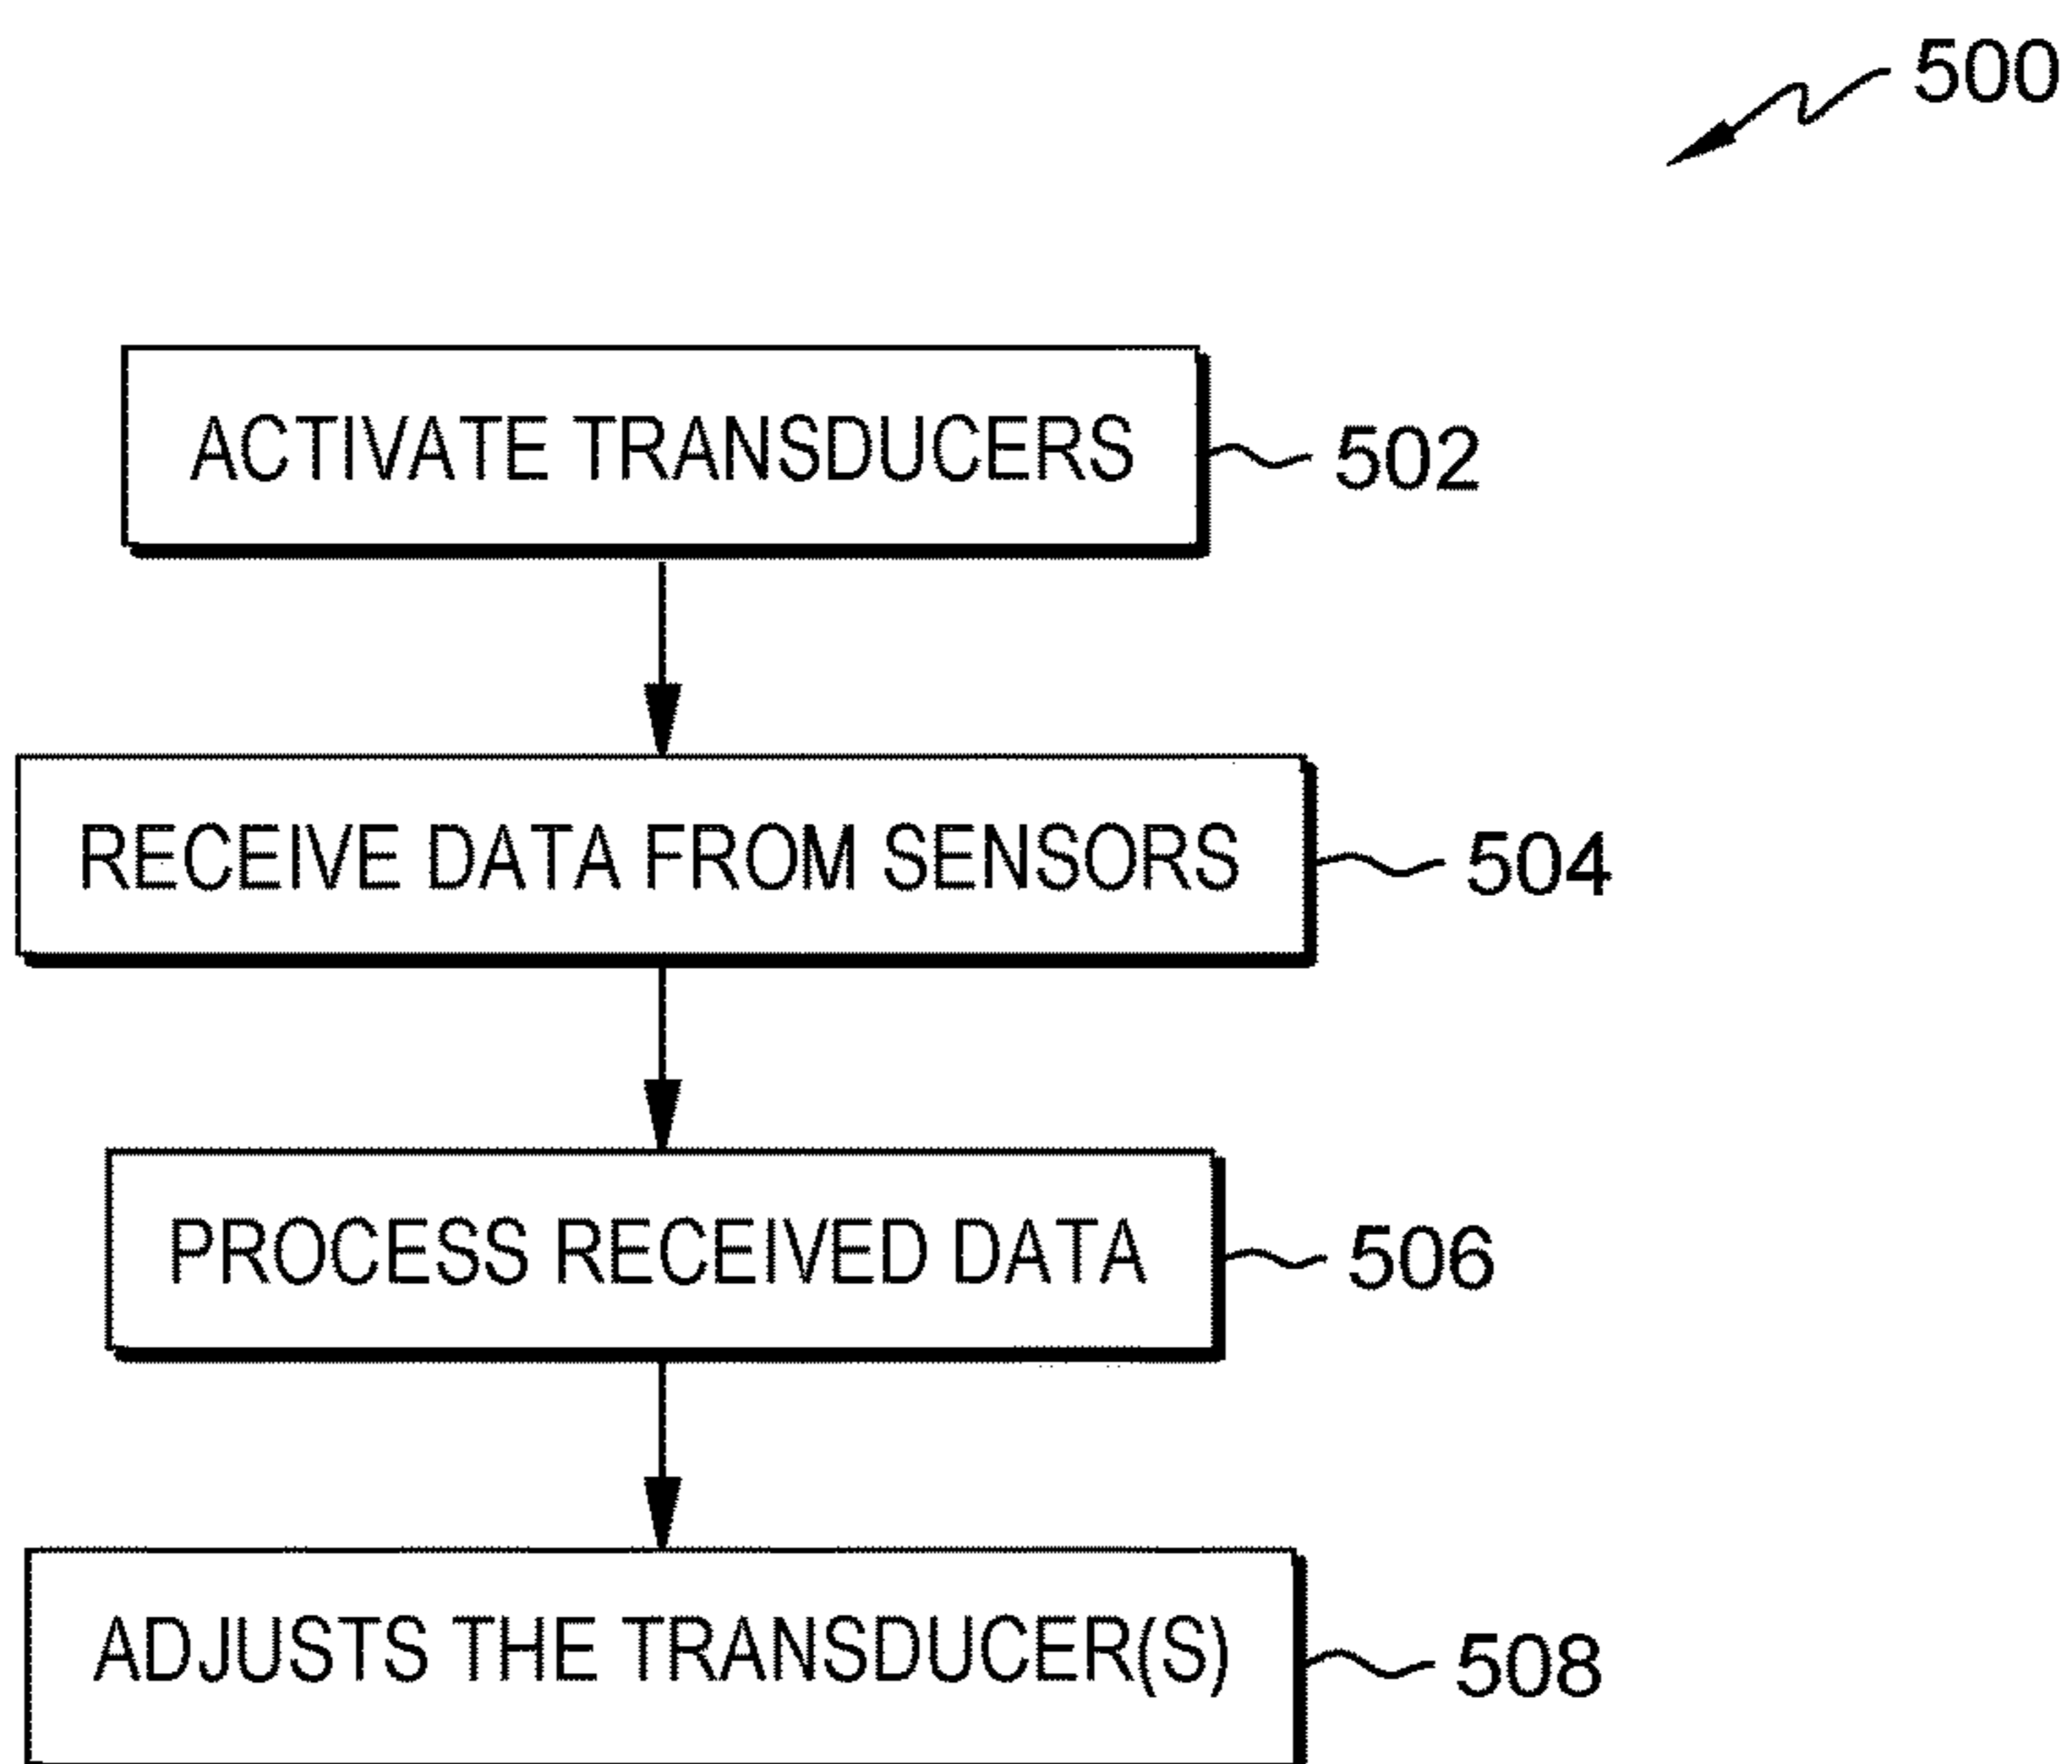 500
ACTIVATE TRANSDUCERS
502
RECEIVE DATA FROM SENSORS
504
PROCESS RECEIVED DATA
506
ADJUSTS THE TRANSDUCER(S)
508